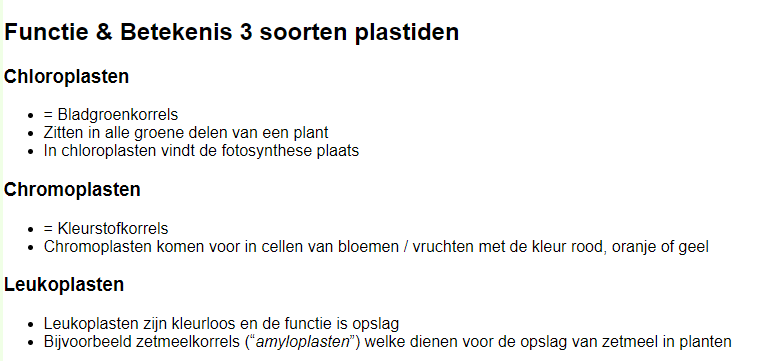 Functie & Betekenis 3 soorten plastiden
Chloroplasten
• = Bladgroenkorrels
• Zitten in alle groene delen van een plant
• In chloroplasten vindt de fotosynthese plaats
Chromoplasten
• = Kleurstofkorrels
• Chromoplasten komen voor in cellen van bloemen / vruchten met de kleur rood, oranje of geel
Leukoplasten
• Leukoplasten zijn kleurloos en de functie is opslag
• Bijvoorbeeld zetmeelkorrels (“amyloplasten”) welke dienen voor de opslag van zetmeel in planten